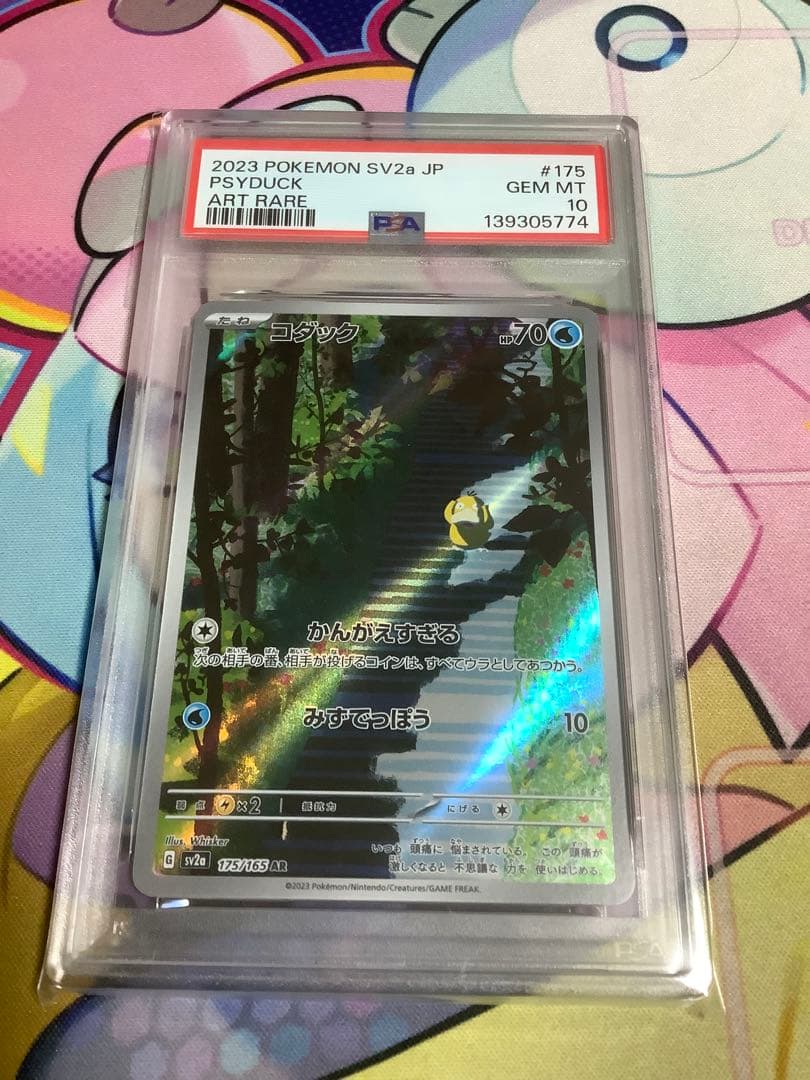 2023 POKEMON SV2a JP #175
PSYDUCK GEM MT
ART RARE 10
PSA 139305774
たね
コダック HP70
かんがえすぎる
次の相手の番、相手が投げるコインは、すべてウラとしてあつかう。
みずでっぽう 10
弱点 ×2 抵抗力 にげる
Illus. Whisker
いつも 頭痛に 悩まされている。 この 頭痛が
激しくなると 不思議な 力を 使いはじめる。
G sv2a 175/165 AR
©2023 Pokémon/Nintendo/Creatures/GAME FREAK.
PSA